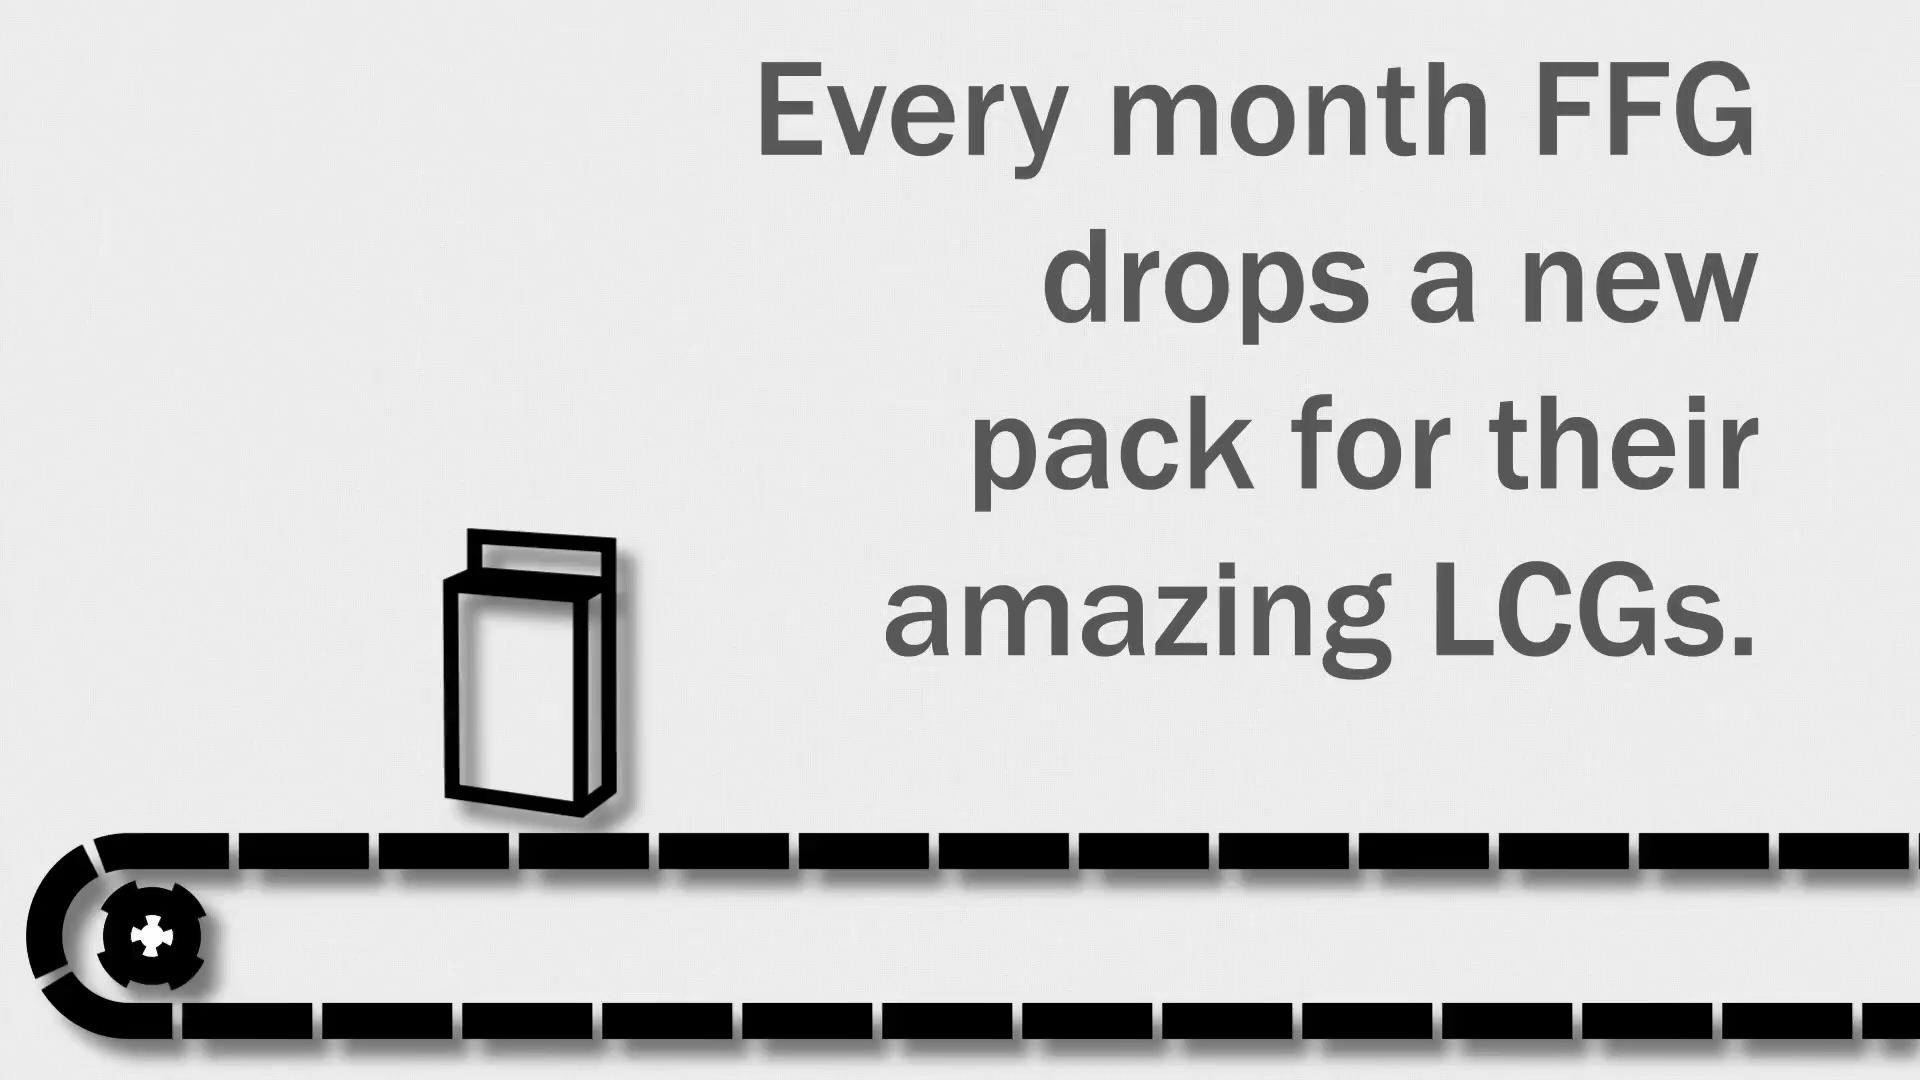 Every month FFG
drops a new
pack for their
amazing LCGs.